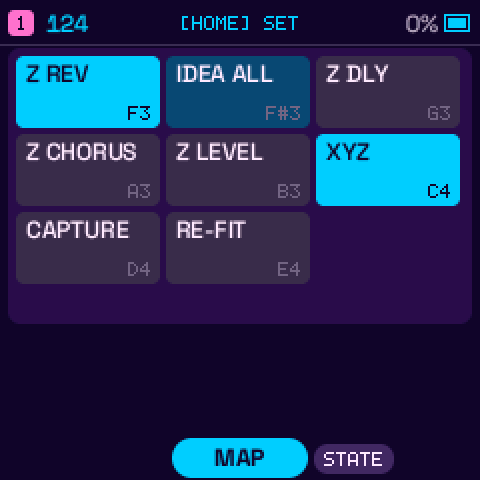 1 124 [HOME] SET 0%
Z REV IDEA ALL Z DLY
F3 F#3 G3
Z CHORUS Z LEVEL XYZ
A3 B3 C4
CAPTURE RE-FIT
D4 E4
MAP STATE